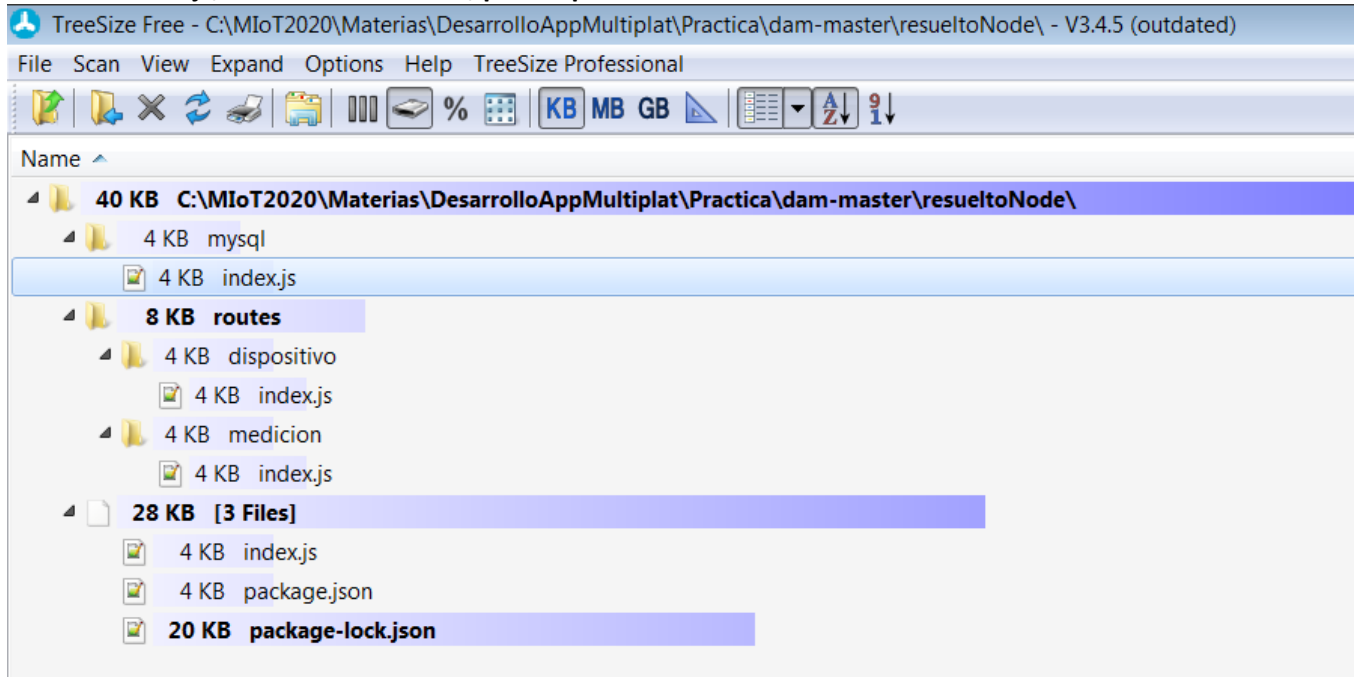 TreeSize Free - C:\MIoT2020\Materias\DesarrolloAppMultiplat\Practica\dam-master\resueltoNode\ - V3.4.5 (outdated)
File Scan View Expand Options Help TreeSize Professional
% KB MB GB A Z 9 1
Name
40 KB C:\MIoT2020\Materias\DesarrolloAppMultiplat\Practica\dam-master\resueltoNode\
4 KB mysql
4 KB index.js
8 KB routes
4 KB dispositivo
4 KB index.js
4 KB medicion
4 KB index.js
28 KB [3 Files]
4 KB index.js
4 KB package.json
20 KB package-lock.json